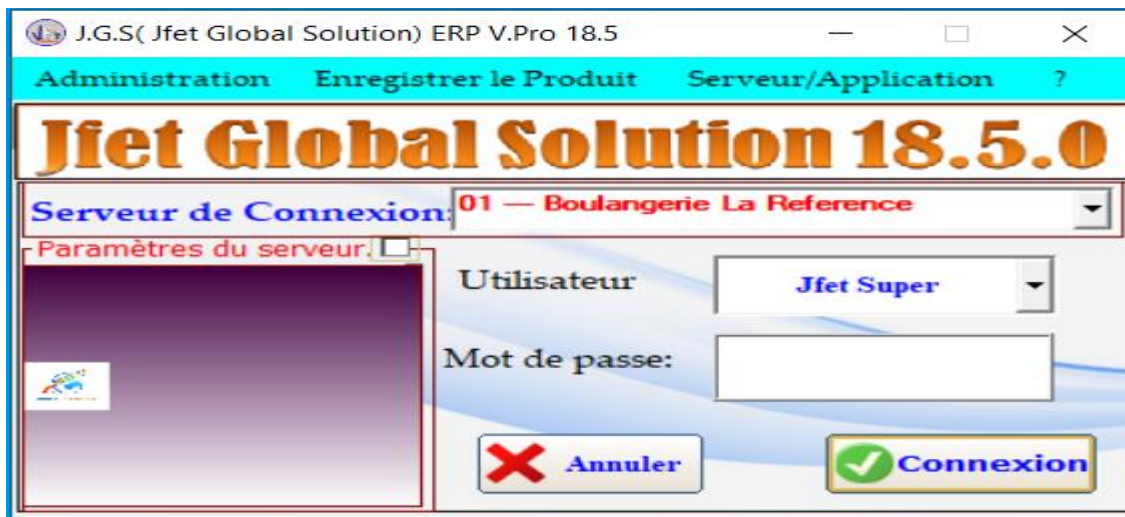 J.G.S( Jfet Global Solution) ERP V.Pro 18.5
Administration Enregistrer le Produit Serveur/Application ?
Jfet Global Solution 18.5.0
Serveur de Connexion: 01 — Boulangerie La Reference
Paramètres du serveur.
Utilisateur Jfet Super
Mot de passe:
Annuler Connexion